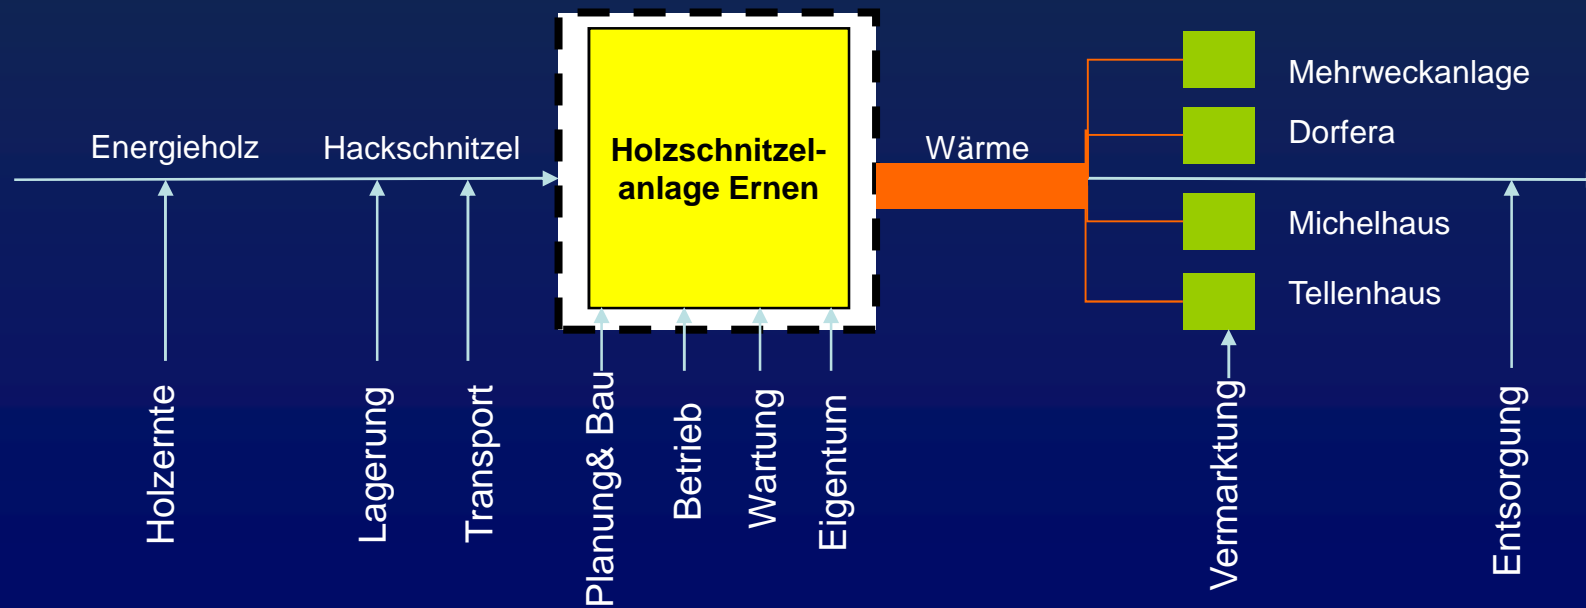 Energieholz
Hackschnitzel
Holzschnitzel-
anlage Ernen
Wärme
Mehrweckanlage
Dorfera
Michelhaus
Tellenhaus
Holzernte
Lagerung
Transport
Planung& Bau
Betrieb
Wartung
Eigentum
Vermarktung
Entsorgung